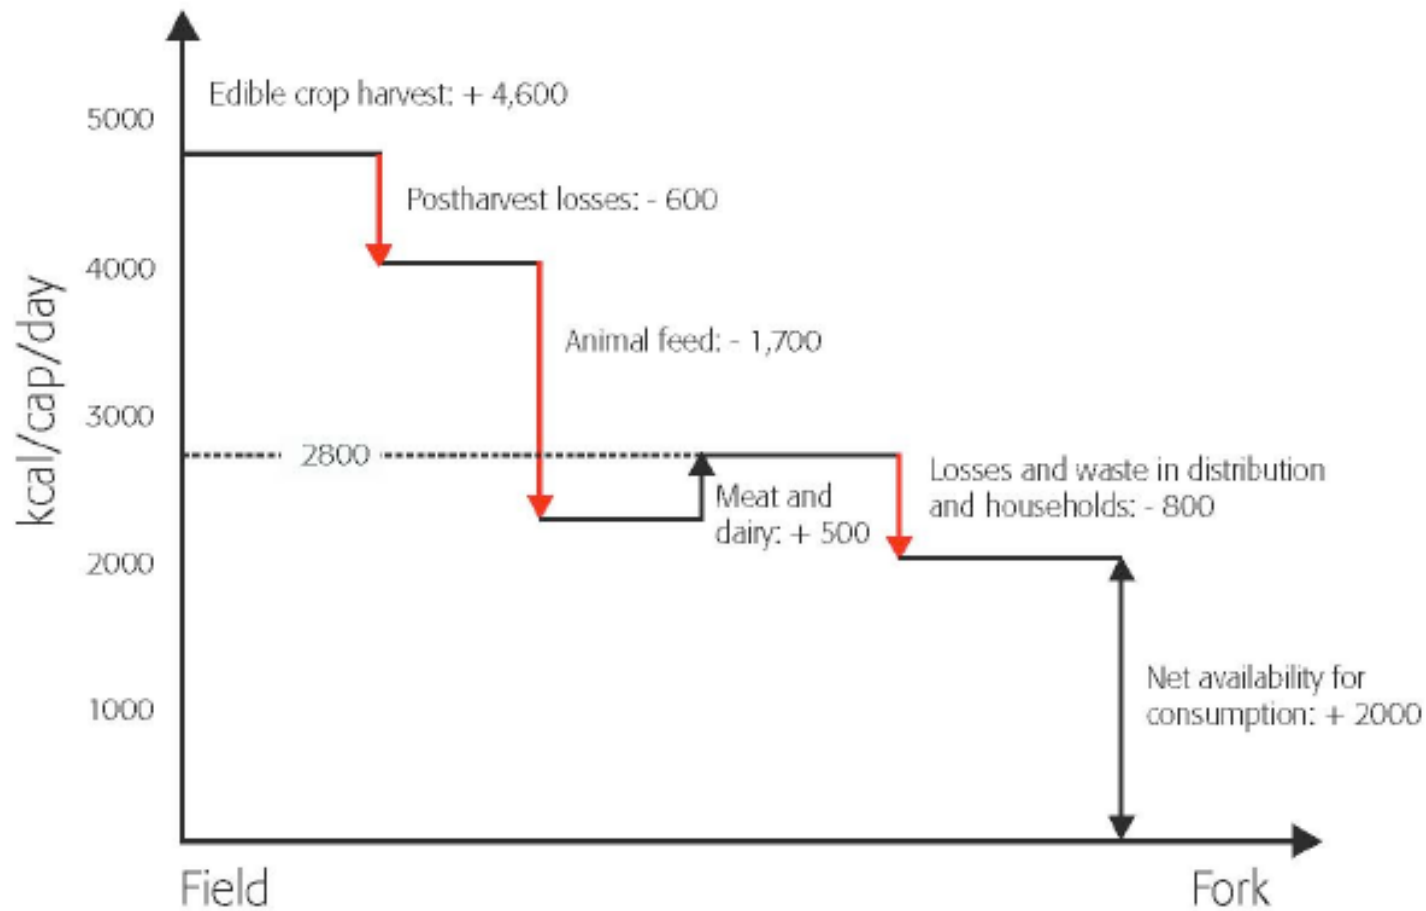 Edible crop harvest: + 4,600
5000
Postharvest losses: - 600
4000
Animal feed: - 1,700
3000
2800
Losses and waste in distribution
and households: - 800
Meat and
dairy: + 500
2000
Net availability for
consumption: + 2000
1000
kcal/cap/day
Field
Fork